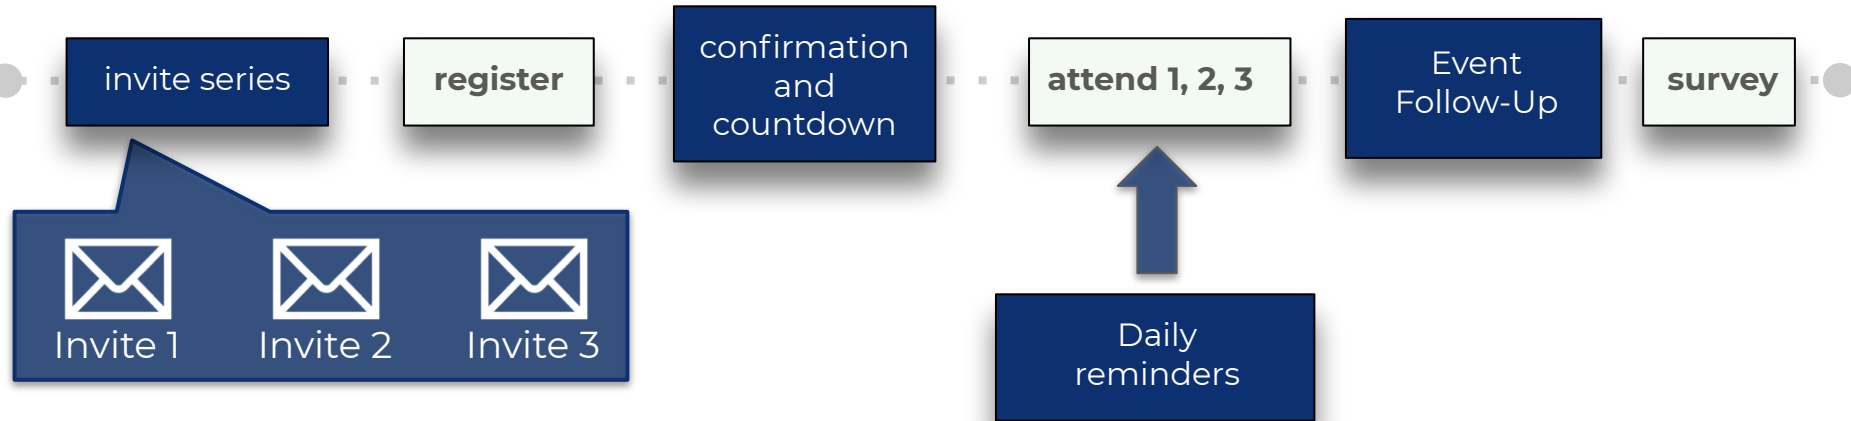 invite series
register
confirmation
and
countdown
attend 1, 2, 3
Event
Follow-Up
survey
Invite 1
Invite 2
Invite 3
Daily
reminders